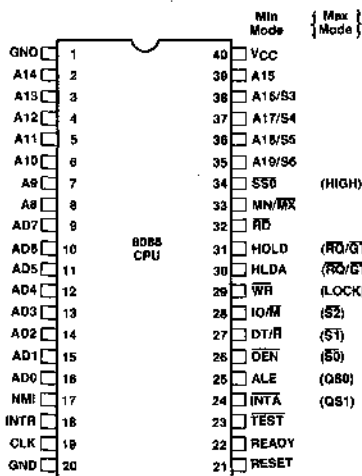 Min Mode { Max Mode }
GND 1 40 VCC
A14 2 39 A15
A13 3 38 A16/S3
A12 4 37 A17/S4
A11 5 36 A18/S5
A10 6 35 A19/S6
A9 7 34 SS0 (HIGH)
A8 8 33 MN/MX
AD7 9 32 RD
AD6 10 8088 CPU 31 HOLD (RQ/GT
AD5 11 30 HLDA (RQ/GT
AD4 12 29 WR (LOCK
AD3 13 28 IO/M (S2)
AD2 14 27 DT/R (S1)
AD1 15 26 DEN (S0)
AD0 16 25 ALE (QS0)
NMI 17 24 INTA (QS1)
INTR 18 23 TEST
CLK 19 22 READY
GND 20 21 RESET